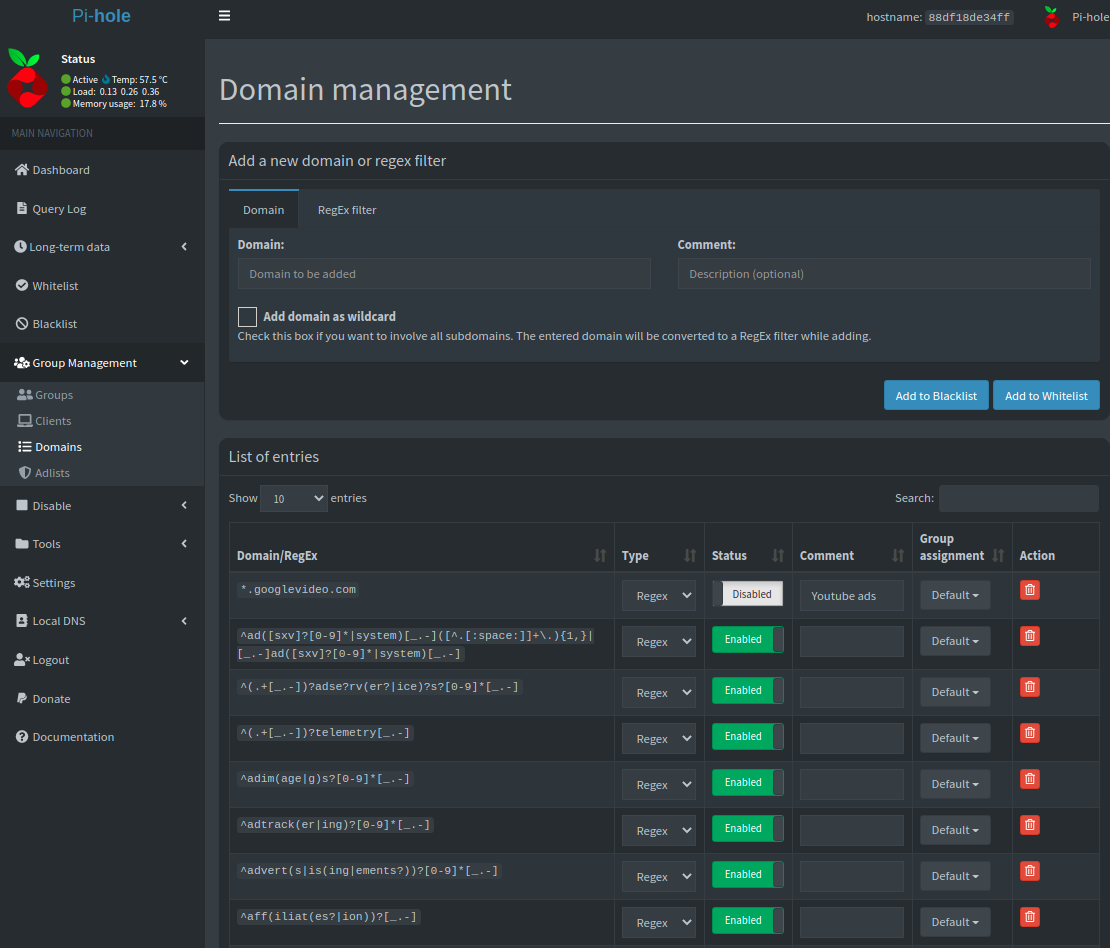 Pi-hole
hostname: 88df18de34ff
Pi-hole
Status
Active Temp: 57.5 °C
Load: 0.13 0.26 0.36
Memory usage: 17.8 %
MAIN NAVIGATION
Dashboard
Query Log
Long-term data
Whitelist
Blacklist
Group Management
Groups
Clients
Domains
Adlists
Disable
Tools
Settings
Local DNS
Logout
Donate
Documentation
Domain management
Add a new domain or regex filter
Domain RegEx filter
Domain: Comment:
Domain to be added Description (optional)
Add domain as wildcard
Check this box if you want to involve all subdomains. The entered domain will be converted to a RegEx filter while adding.
Add to Blacklist Add to Whitelist
List of entries
Show 10 entries Search:
Domain/RegEx Type Status Comment Group assignment Action
*.googlevideo.com Regex Disabled Youtube ads Default
^ad([sxv]?[0-9]*|system)[_.-]([^.[:space:]]+\.){1,}|
[_.-]ad([sxv]?[0-9]*|system)[_.-] Regex Enabled Default
^(.+[_.-])?adse?rv(er?|ice)?s?[0-9]*[_.-] Regex Enabled Default
^(.+[_.-])?telemetry[_.-] Regex Enabled Default
^adim(age|g)s?[0-9]*[_.-] Regex Enabled Default
^adtrack(er|ing)?[0-9]*[_.-] Regex Enabled Default
^advert(s|is(ing|ements?))?[0-9]*[_.-] Regex Enabled Default
^aff(iliat(es?|ion))?[_.-] Regex Enabled Default